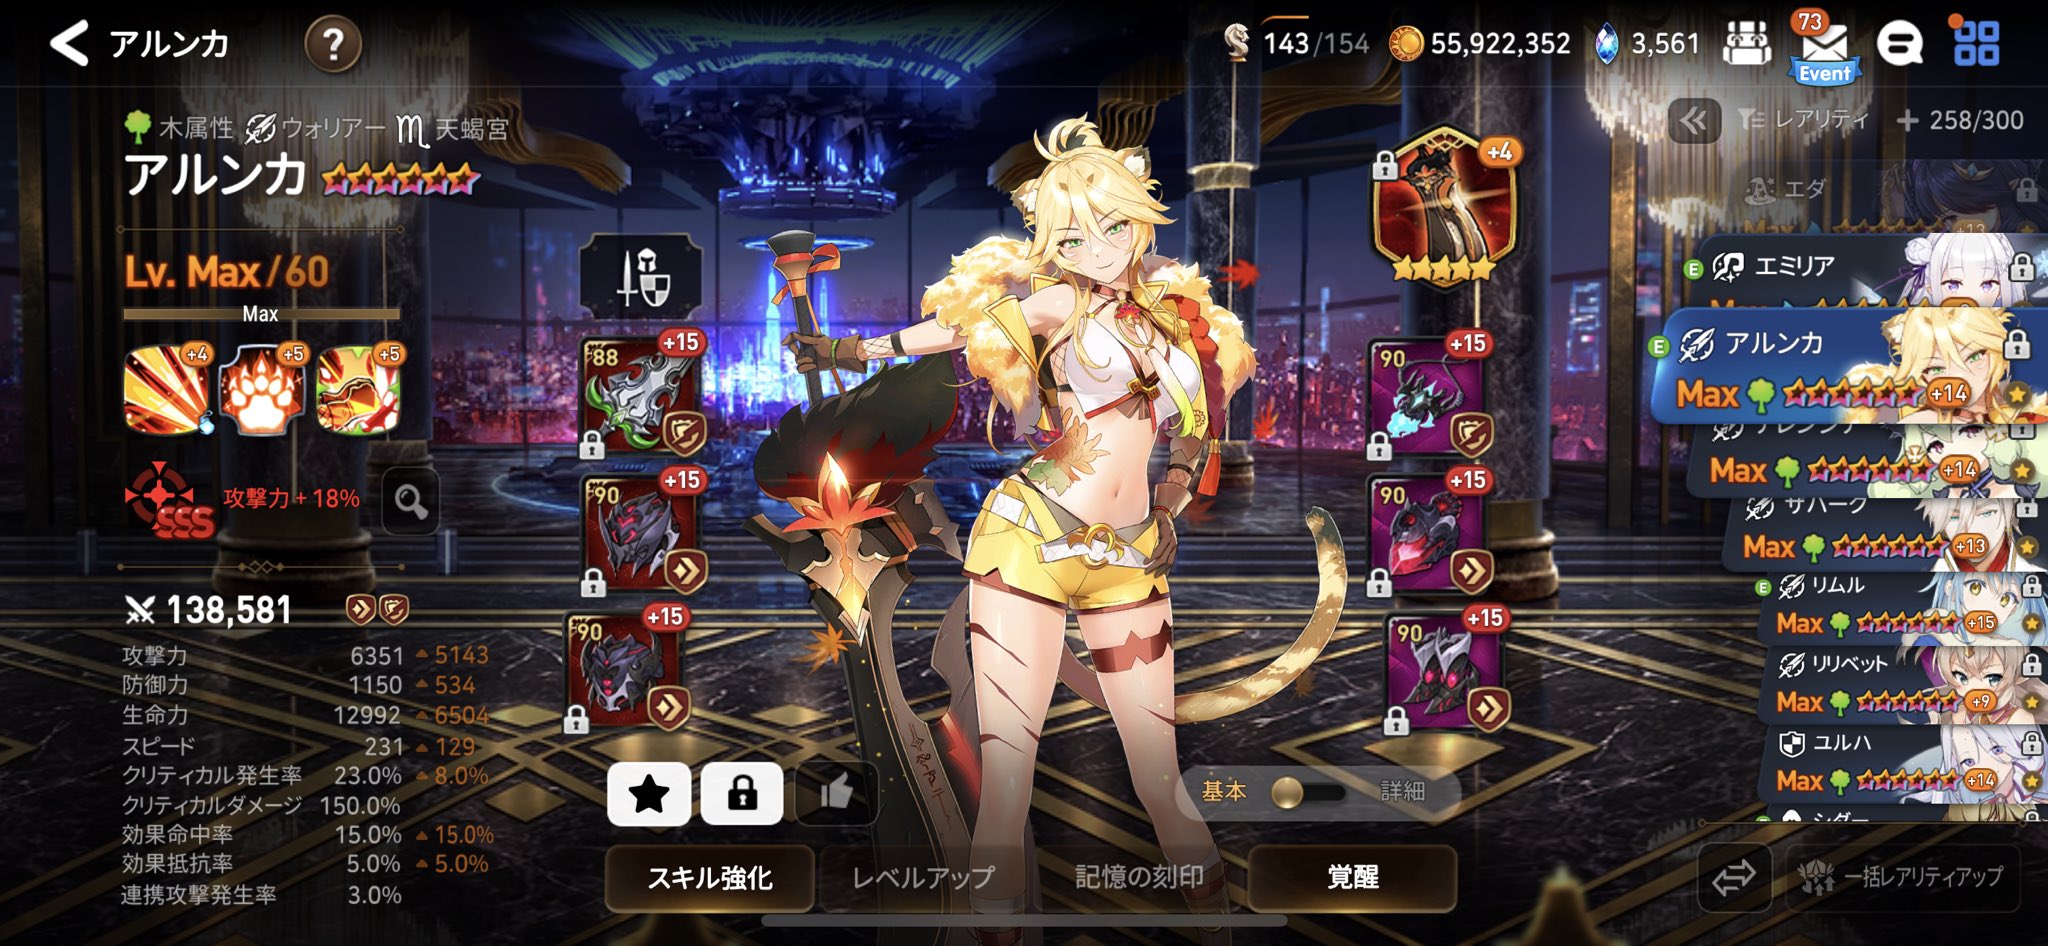 アルンカ
?
143/154
55,922,352
3,561
73
Event
木属性 ウォリアー 天蝎宮
アルンカ
Lv. Max/60
Max
+4
+5
+5
SSS
攻撃力+18%
138,581
攻撃力 6351 5143
防御力 1150 534
生命力 12992 6504
スピード 231 129
クリティカル発生率 23.0% 8.0%
クリティカルダメージ 150.0%
効果命中率 15.0% 15.0%
効果抵抗率 5.0% 5.0%
連携攻撃発生率 3.0%
88 +15
90 +15
90 +15
+4
90 +15
90 +15
90 +15
基本 詳細
スキル強化
レベルアップ
記憶の刻印
覚醒
レアリティ
258/300
エダ
+13
E エミリア
E アルンカ
Max +14
Max +14
サハーク
Max +13
E リムル
Max +15
リリベット
Max +9
ユルハ
Max +14
シダー
一括レアリティアップ